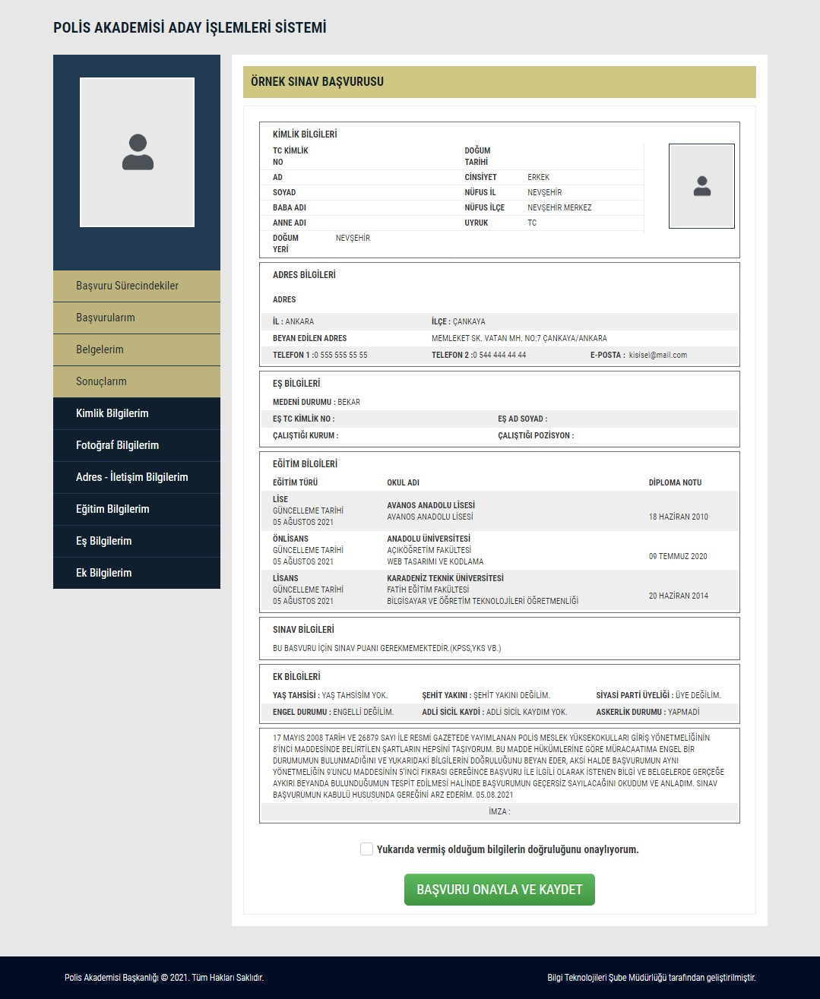 POLİS AKADEMİSİ ADAY İŞLEMLERİ SİSTEMİ
Başvuru Sürecindekiler
Başvurularım
Belgelerim
Sonuçlarım
Kimlik Bilgilerim
Fotoğraf Bilgilerim
Adres - İletişim Bilgilerim
Eğitim Bilgilerim
Eş Bilgilerim
Ek Bilgilerim
ÖRNEK SINAV BAŞVURUSU
KİMLİK BİLGİLERİ
TC KİMLİK NO DOĞUM TARİHİ
AD CİNSİYET ERKEK
SOYAD NÜFUS İL NEVŞEHİR
BABA ADI NÜFUS İLÇE NEVŞEHİR MERKEZ
ANNE ADI UYRUK TC
DOĞUM YERİ NEVŞEHİR
ADRES BİLGİLERİ
ADRES
İL : ANKARA İLÇE : ÇANKAYA
BEYAN EDİLEN ADRES MEMLEKET SK. VATAN MH. NO:7 ÇANKAYA/ANKARA
TELEFON 1 :0 555 555 55 55 TELEFON 2 :0 544 444 44 44 E-POSTA : kisisel@mail.com
EŞ BİLGİLERİ
MEDENİ DURUMU : BEKAR
EŞ TC KİMLİK NO : EŞ AD SOYAD :
ÇALIŞTIĞI KURUM : ÇALIŞTIĞI POZİSYON :
EĞİTİM BİLGİLERİ
EĞİTİM TÜRÜ OKUL ADI DİPLOMA NOTU
LİSE
GÜNCELLEME TARİHİ
05 AĞUSTOS 2021
AVANOS ANADOLU LİSESİ
AVANOS ANADOLU LİSESİ
18 HAZİRAN 2010
ÖNLİSANS
GÜNCELLEME TARİHİ
05 AĞUSTOS 2021
ANADOLU ÜNİVERSİTESİ
AÇIKÖĞRETİM FAKÜLTESİ
WEB TASARIMI VE KODLAMA
09 TEMMUZ 2020
LİSANS
GÜNCELLEME TARİHİ
05 AĞUSTOS 2021
KARADENİZ TEKNİK ÜNİVERSİTESİ
FATİH EĞİTİM FAKÜLTESİ
BİLGİSAYAR VE ÖĞRETİM TEKNOLOJİLERİ ÖĞRETMENLİĞİ
20 HAZİRAN 2014
SINAV BİLGİLERİ
BU BASVURU İÇİN SINAV PUANI GEREKMEMEKTEDİR.(KPSS,YKS VB.)
EK BİLGİLERİ
YAŞ TAHSİSİ : YAŞ TAHSİSİM YOK. ŞEHİT YAKINI : ŞEHİT YAKINI DEĞİLİM. SİYASİ PARTİ ÜYELİĞİ : ÜYE DEĞİLİM.
ENGEL DURUMU : ENGELLİ DEĞİLİM. ADLİ SİCİL KAYDİ : ADLİ SİCİL KAYDIM YOK. ASKERLİK DURUMU : YAPMADİ
17 MAYIS 2008 TARİH VE 26879 SAYI İLE RESMİ GAZETEDE YAYIMLANAN POLİS MESLEK YÜKSEKOKULLARI GİRİŞ YÖNETMELİĞİNİN
8'İNCİ MADDESİNDE BELİRTİLEN ŞARTLARIN HEPSİNİ TAŞIYORUM. BU MADDE HÜKÜMLERİNE GÖRE MÜRACAATIMA ENGEL BİR
DURUMUMUN BULUNMADIĞINI VE YUKARIDAKİ BİLGİLERİN DOĞRULUĞUNU BEYAN EDER, AKSİ HALDE BAŞVURUMUN AYNI
YÖNETMELİĞİN 9'UNCU MADDESİNİN 5'İNCİ FIKRASI GEREĞİNCE BAŞVURU İLE İLGİLİ OLARAK İSTENEN BİLGİ VE BELGELERDE GERÇEĞE
AYKIRI BEYANDA BULUNDUĞUMUN TESPİT EDİLMESİ HALİNDE BAŞVURUMUN GEÇERSİZ SAYILACAĞINI OKUDUM VE ANLADIM. SINAV
BAŞVURUMUN KABULÜ HUSUSUNDA GEREĞİNİ ARZ EDERİM. 05.08.2021
İMZA :
Yukarıda vermiş olduğum bilgilerin doğruluğunu onaylıyorum.
BAŞVURU ONAYLA VE KAYDET
Polis Akademisi Başkanlığı © 2021. Tüm Hakları Saklıdır.
Bilgi Teknolojileri Şube Müdürlüğü tarafından geliştirilmiştir.